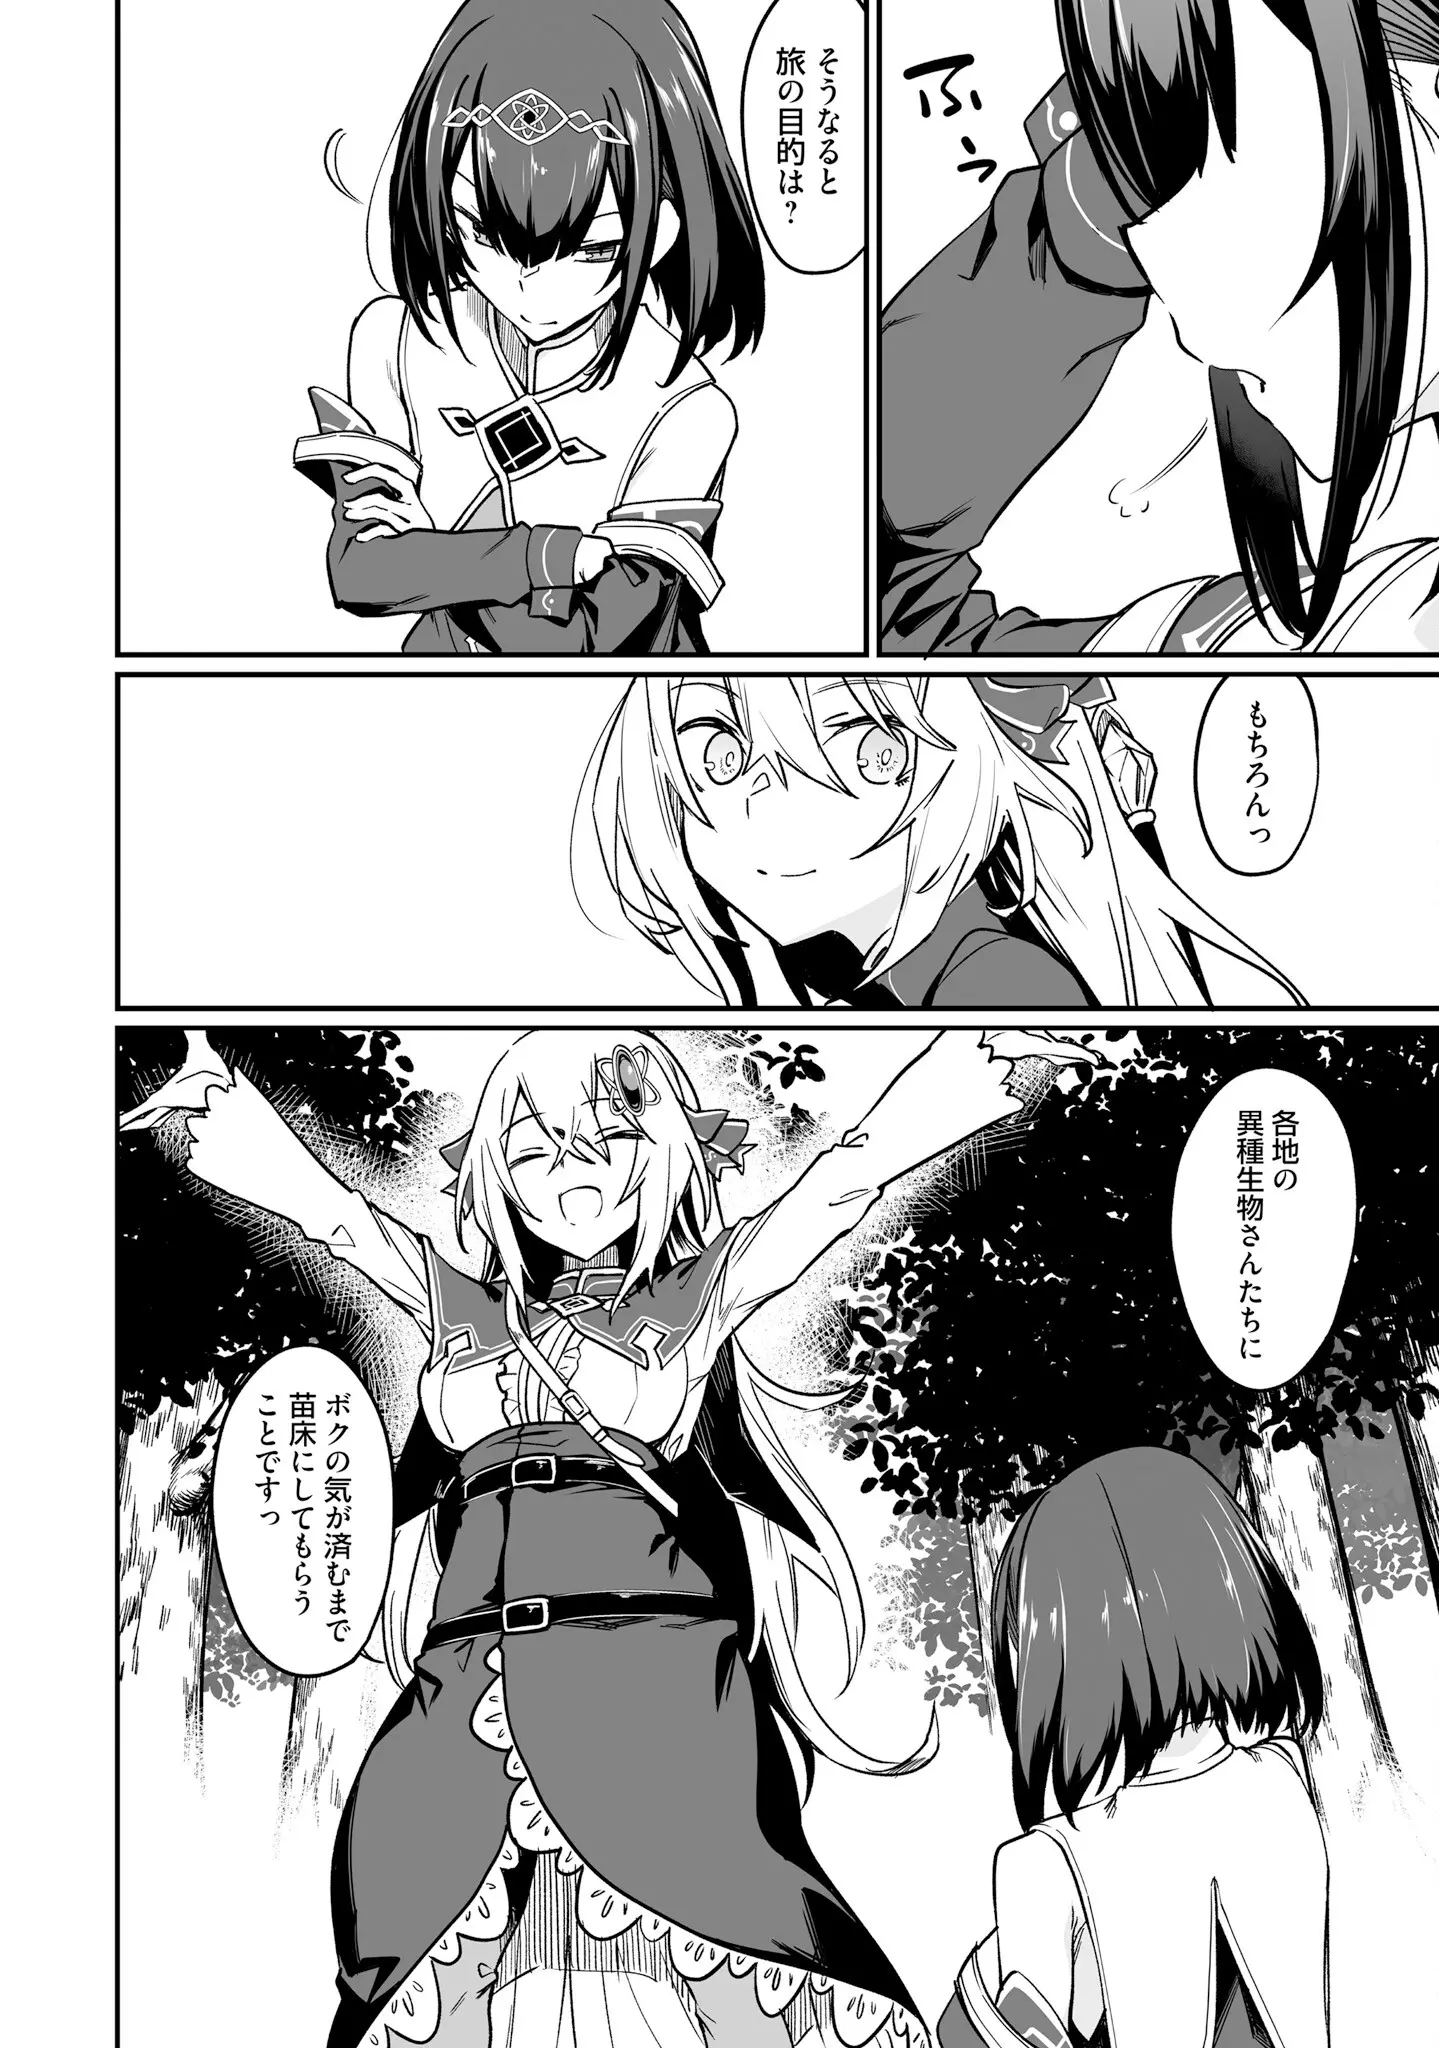 ふぅ
そうなると
旅の目的は？
もちろんっ
各地の
異種生物さんたちに
ボクの気が済むまで
苗床にしてもらう
ことですっ